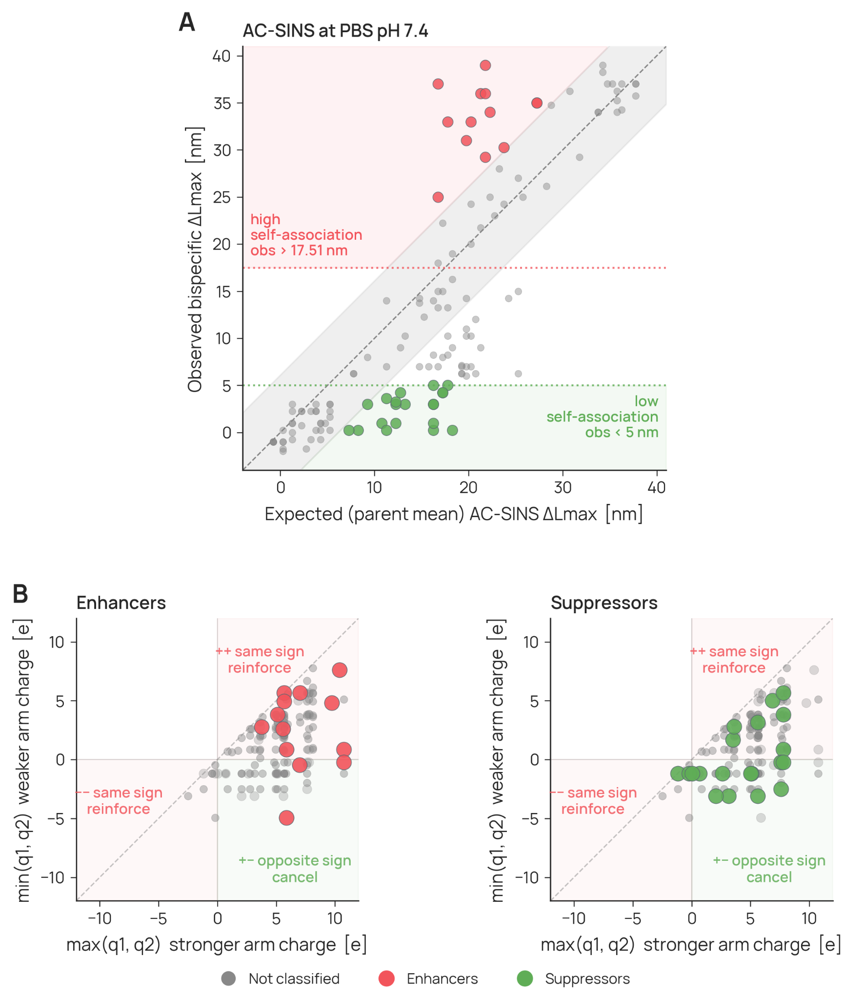 A
AC-SINS at PBS pH 7.4
40
35
30
25
20
15
10
5
0
Observed bispecific ΔLmax [nm]
high
self-association
obs > 17.51 nm
low
self-association
obs < 5 nm
0
10
20
30
40
Expected (parent mean) AC-SINS ΔLmax [nm]
B
Enhancers
10
5
0
−5
−10
min(q1, q2) weaker arm charge [e]
++ same sign
reinforce
−− same sign
reinforce
+− opposite sign
cancel
−10
−5
0
5
10
max(q1, q2) stronger arm charge [e]
Suppressors
10
5
0
−5
−10
min(q1, q2) weaker arm charge [e]
++ same sign
reinforce
−− same sign
reinforce
+− opposite sign
cancel
−10
−5
0
5
10
max(q1, q2) stronger arm charge [e]
Not classified
Enhancers
Suppressors